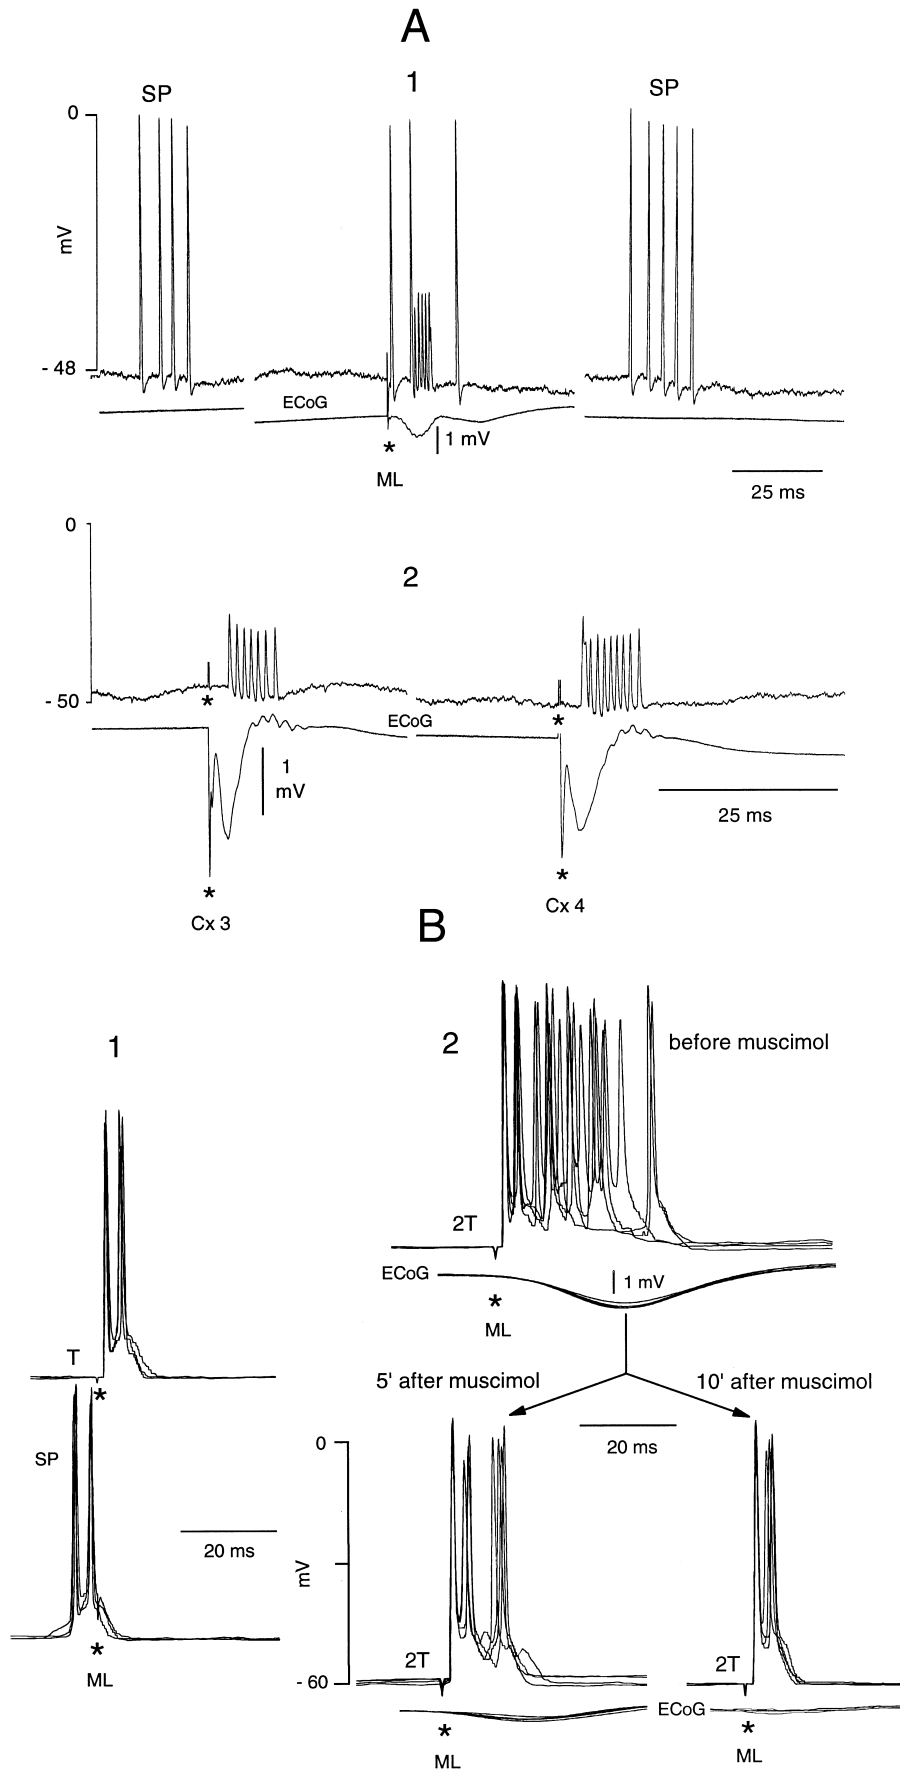 A
1
SP
SP
0
mV
- 48
ECoG
1 mV
*
ML
25 ms
0
2
- 50
*
*
ECoG
1
mV
25 ms
*
*
Cx 3
Cx 4
B
1
2
before muscimol
2T
ECoG
1 mV
*
ML
T
*
5' after muscimol
10' after muscimol
SP
0
20 ms
20 ms
mV
*
ML
2T
2T
- 60
ECoG
*
*
ML
ML